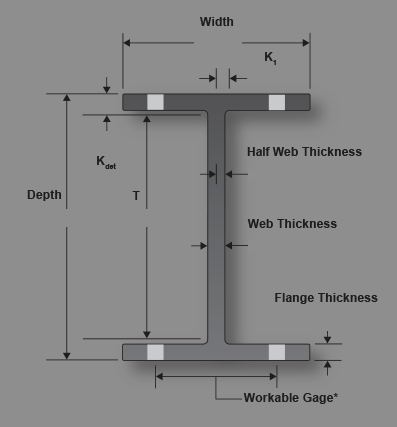 Width
K1
Kdet
Half Web Thickness
Depth
T
Web Thickness
Flange Thickness
Workable Gage*